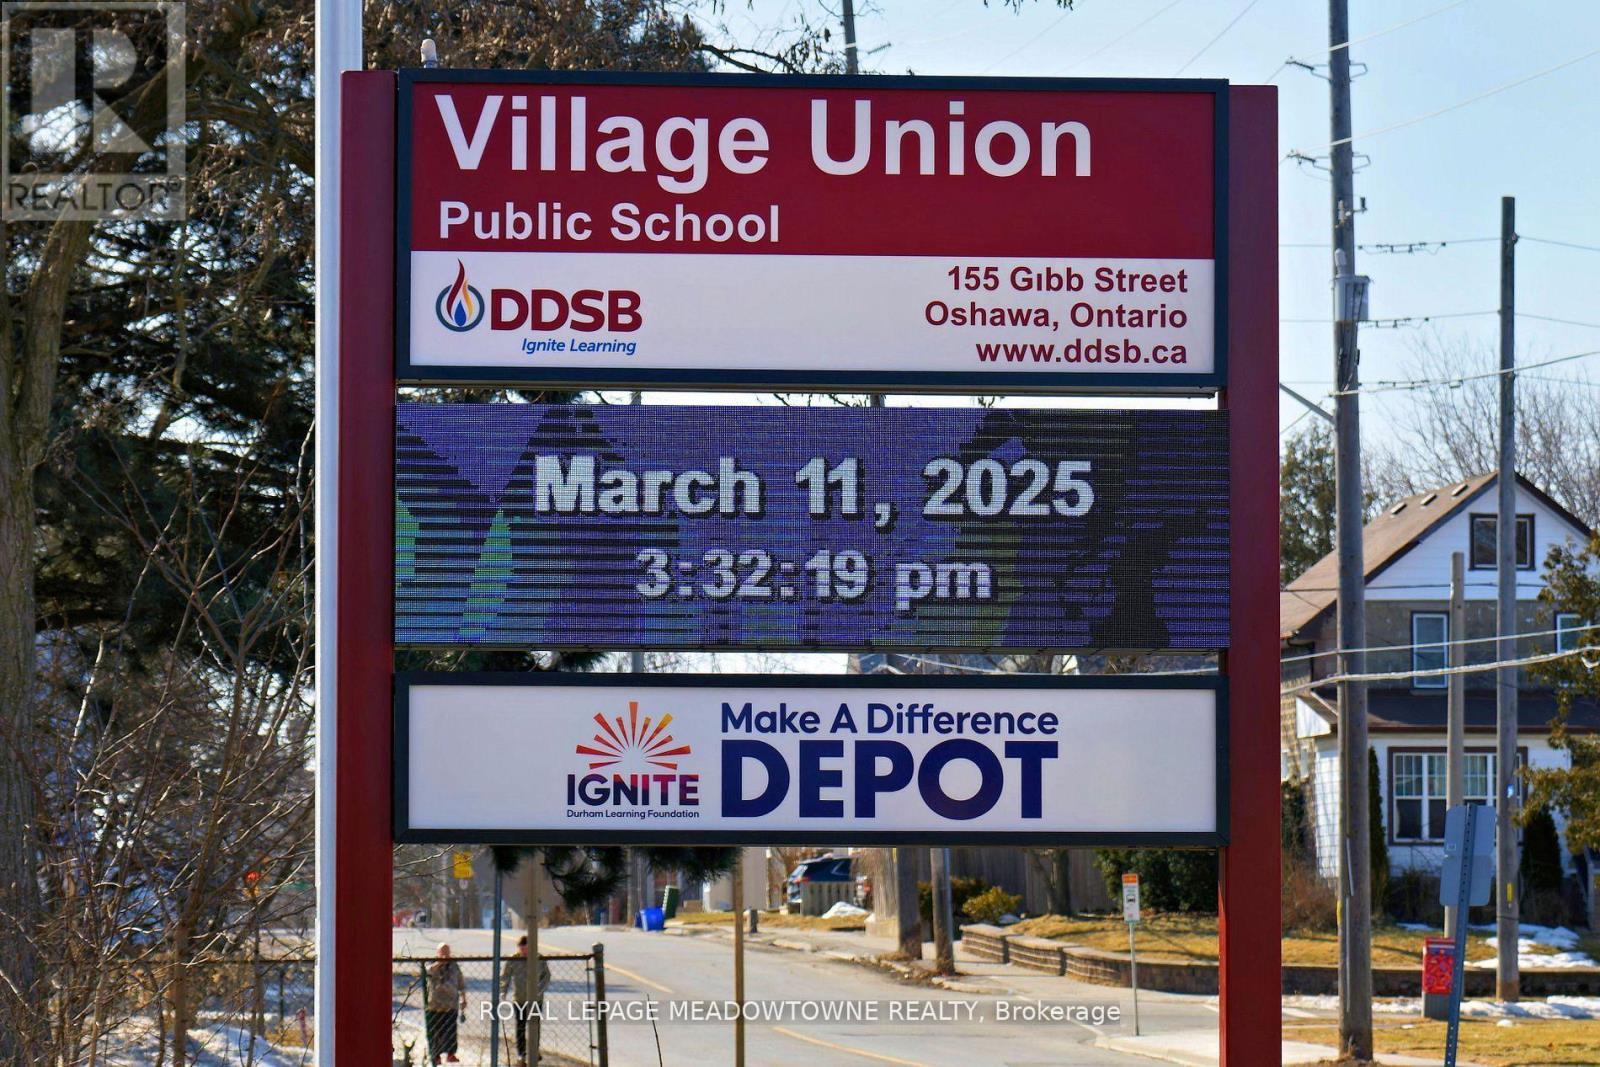 REALTOR®
Village Union
Public School
DDSB
Ignite Learning
155 Gibb Street
Oshawa, Ontario
www.ddsb.ca
March 11, 2025
3:32:19 pm
IGNITE
Durham Learning Foundation
Make A Difference
DEPOT
ROYAL LEPAGE MEADOWTOWNE REALTY, Brokerage